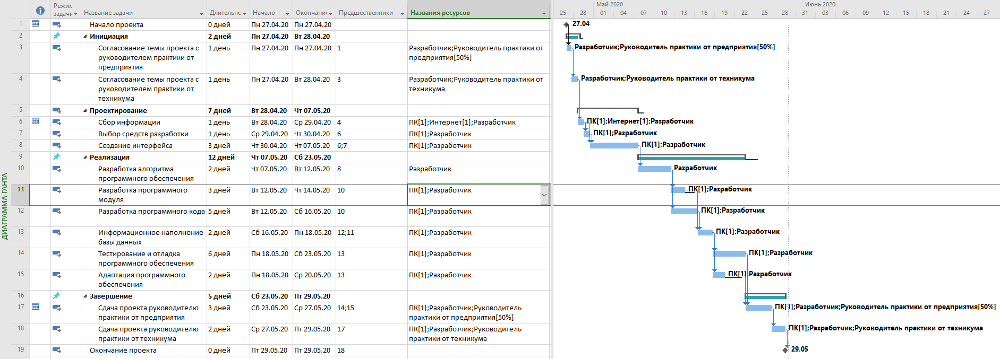 ДИАГРАММА ГАНТА
Режим задачи Название задачи Длительно Начало Окончани Предшественники Названия ресурсов
Май 2020 Июнь 2020
25 28 01 04 07 10 13 16 19 22 25 28 31 03 06 09 12 15 18 21 24 27
1 Начало проекта 0 дней Пн 27.04.20 Пн 27.04.20 27.04
2 Инициация 2 дней Пн 27.04.20 Вт 28.04.20
3 Согласование темы проекта с 1 день Пн 27.04.20 Пн 27.04.20 1 Разработчик;Руководитель практики от Разработчик;Руководитель практики от предприятия[50%]
руководителем практики от предприятия[50%]
предприятия
4 Согласование темы проекта с 1 день Пн 27.04.20 Вт 28.04.20 3 Разработчик;Руководитель практики от Разработчик;Руководитель практики от техникума
руководителем практики от техникума
техникума
5 Проектирование 7 дней Вт 28.04.20 Чт 07.05.20
6 Сбор информации 1 день Вт 28.04.20 Ср 29.04.20 4 ПК[1];Интернет[1];Разработчик ПК[1];Интернет[1];Разработчик
7 Выбор средств разработки 1 день Ср 29.04.20 Чт 30.04.20 6 ПК[1];Разработчик ПК[1];Разработчик
8 Создание интерфейса 3 дней Чт 30.04.20 Чт 07.05.20 6;7 ПК[1];Разработчик ПК[1];Разработчик
9 Реализация 12 дней Чт 07.05.20 Сб 23.05.20
10 Разработка алгоритма 2 дней Чт 07.05.20 Вт 12.05.20 8 Разработчик Разработчик
программного обеспечения
11 Разработка программного 3 дней Вт 12.05.20 Чт 14.05.20 10 ПК[1];Разработчик ПК[1];Разработчик
модуля
12 Разработка программного кода 5 дней Вт 12.05.20 Сб 16.05.20 10 ПК[1];Разработчик ПК[1];Разработчик
13 Информационное наполнение 2 дней Сб 16.05.20 Пн 18.05.20 12;11 ПК[1];Разработчик ПК[1];Разработчик
базы данных
14 Тестирование и отладка 6 дней Пн 18.05.20 Сб 23.05.20 13 ПК[1];Разработчик ПК[1];Разработчик
программного обеспечения
15 Адаптация программного 2 дней Пн 18.05.20 Ср 20.05.20 13 ПК[1];Разработчик ПК[1];Разработчик
обеспечения
16 Завершение 5 дней Сб 23.05.20 Пт 29.05.20
17 Сдача проекта руководителю 3 дней Сб 23.05.20 Ср 27.05.20 14;15 ПК[1];Разработчик;Руководитель ПК[1];Разработчик;Руководитель практики от предприятия[50%]
практики от предприятия практики от предприятия[50%]
18 Сдача проекта руководителю 2 дней Ср 27.05.20 Пт 29.05.20 17 ПК[1];Разработчик;Руководитель ПК[1];Разработчик;Руководитель практики от техникума
практики от техникума практики от техникума
19 Окончание проекта 0 дней Пт 29.05.20 Пт 29.05.20 18 29.05